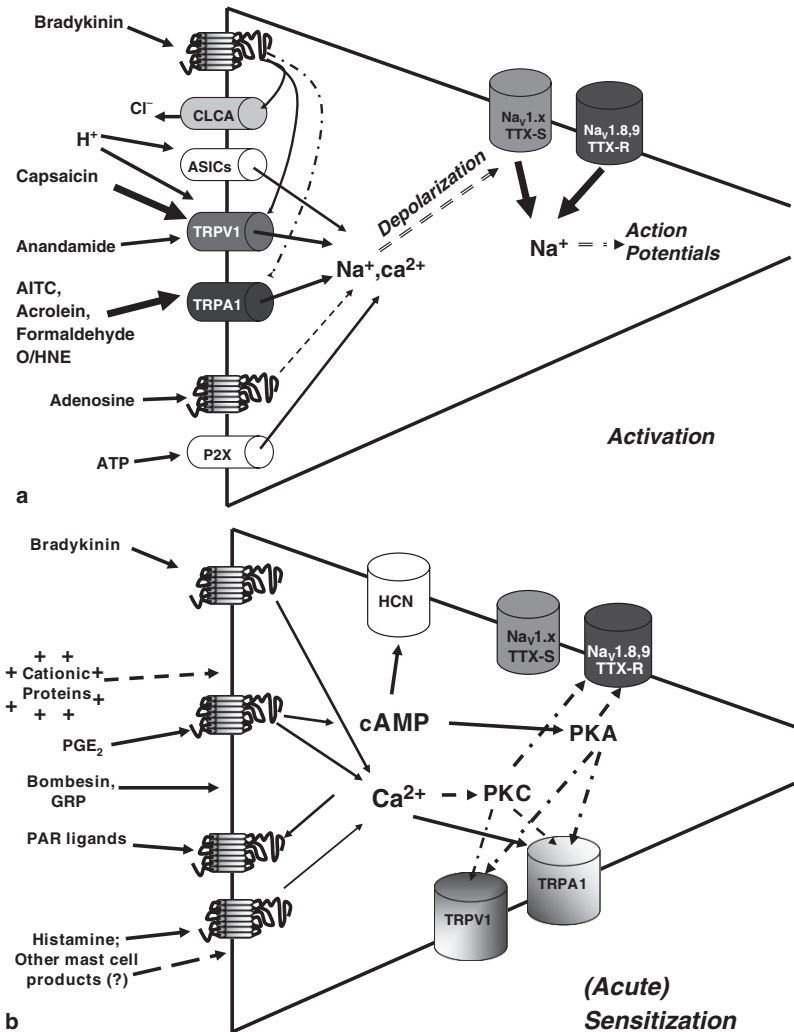 Bradykinin
Cl⁻
CLCA
H⁺
ASICs
Capsaicin
TRPV1
Anandamide
AITC,
Acrolein,
Formaldehyde
O/HNE
TRPA1
Adenosine
ATP
P2X
Na⁺,ca²⁺
Depolarization
NaV1.x
TTX-S
NaV1.8,9
TTX-R
Na⁺
Action
Potentials
Activation
a
Bradykinin
+ +
+ Cationic +
Proteins
+ + + + +
PGE₂
Bombesin,
GRP
PAR ligands
Histamine;
Other mast cell
products (?)
HCN
NaV1.x
TTX-S
NaV1.8,9
TTX-R
cAMP
PKA
Ca²⁺
PKC
TRPV1
TRPA1
(Acute)
Sensitization
b